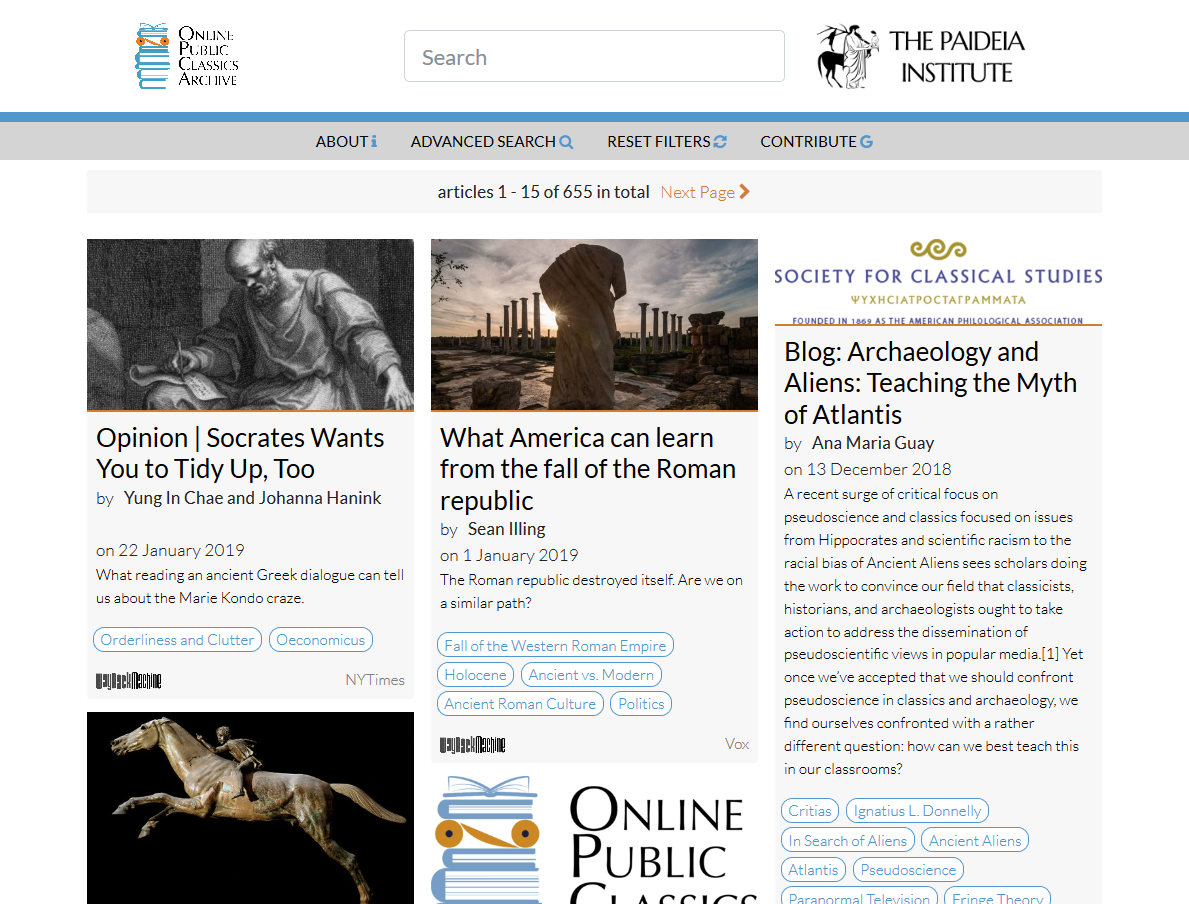 ONLINE
PUBLIC
CLASSICS
ARCHIVE
Search
THE PAIDEIA
INSTITUTE
ABOUT
ADVANCED SEARCH
RESET FILTERS
CONTRIBUTE
articles 1 - 15 of 655 in total Next Page
Opinion | Socrates Wants
You to Tidy Up, Too
by Yung In Chae and Johanna Hanink
on 22 January 2019
What reading an ancient Greek dialogue can tell
us about the Marie Kondo craze.
Orderliness and Clutter
Oeconomicus
WayBackMachine
NYTimes
What America can learn
from the fall of the Roman
republic
by Sean Illing
on 1 January 2019
The Roman republic destroyed itself. Are we on
a similar path?
Fall of the Western Roman Empire
Holocene
Ancient vs. Modern
Ancient Roman Culture
Politics
WayBackMachine
Vox
ONLINE
PUBLIC
CLASSICS
SOCIETY FOR CLASSICAL STUDIES
ΨΥΧΗΣΙΑΤΡΟΣΤΑΓΡΑΜΜΑΤΑ
FOUNDED IN 1869 AS THE AMERICAN PHILOLOGICAL ASSOCIATION
Blog: Archaeology and
Aliens: Teaching the Myth
of Atlantis
by Ana Maria Guay
on 13 December 2018
A recent surge of critical focus on
pseudoscience and classics focused on issues
from Hippocrates and scientific racism to the
racial bias of Ancient Aliens sees scholars doing
the work to convince our field that classicists,
historians, and archaeologists ought to take
action to address the dissemination of
pseudoscientific views in popular media.[1] Yet
once we've accepted that we should confront
pseudoscience in classics and archaeology, we
find ourselves confronted with a rather
different question: how can we best teach this
in our classrooms?
Critias
Ignatius L. Donnelly
In Search of Aliens
Ancient Aliens
Atlantis
Pseudoscience
Paranormal Television
Fringe Theory